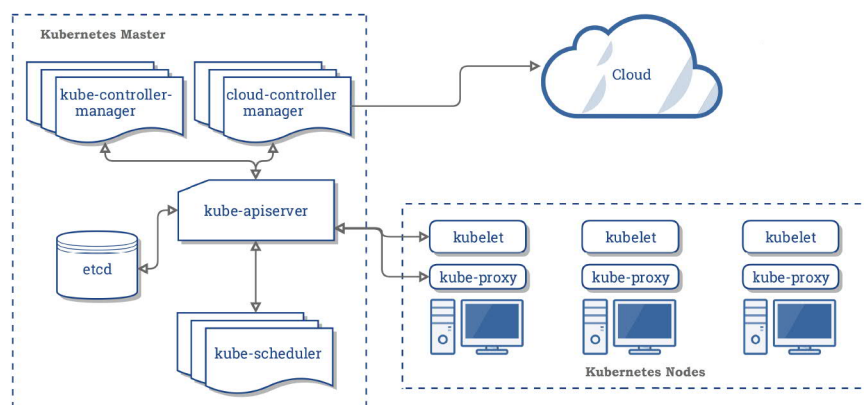 Kubernetes Master
kube-controller-
manager
cloud-controller
manager
Cloud
kube-apiserver
etcd
kube-scheduler
kubelet
kubelet
kubelet
kube-proxy
kube-proxy
kube-proxy
Kubernetes Nodes